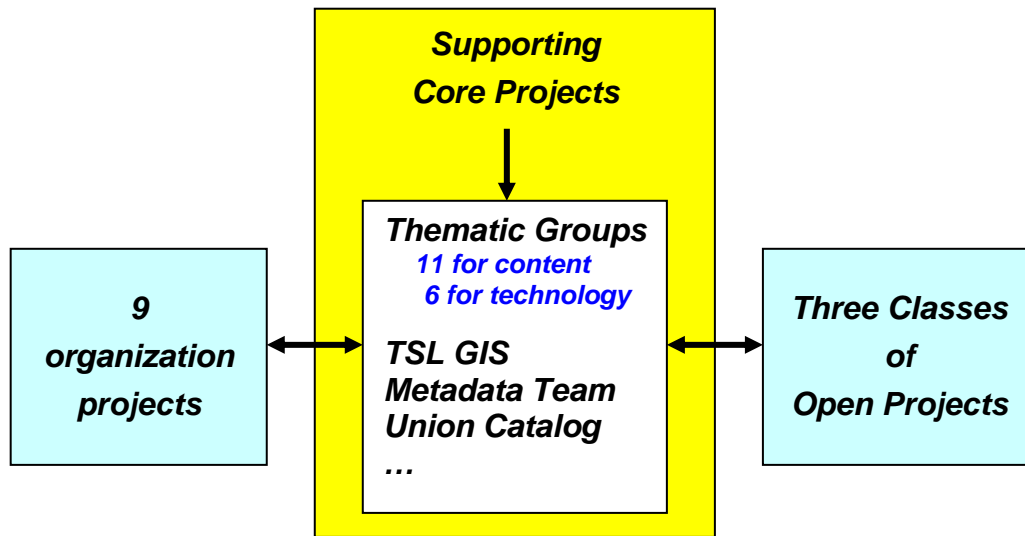 Supporting
Core Projects
Thematic Groups
11 for content
6 for technology
TSL GIS
Metadata Team
Union Catalog
…
9
organization
projects
Three Classes
of
Open Projects